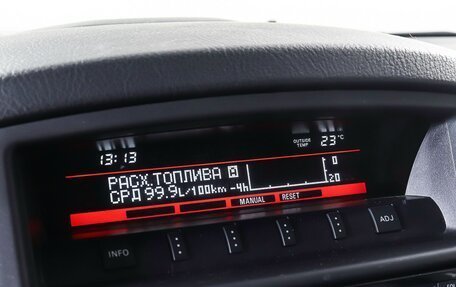 OUTSIDE TEMP 23°C
13:13
РАСХ.ТОПЛИВА 0
СРД 99.9L/100km -4h 20
MANUAL RESET
INFO ADJ